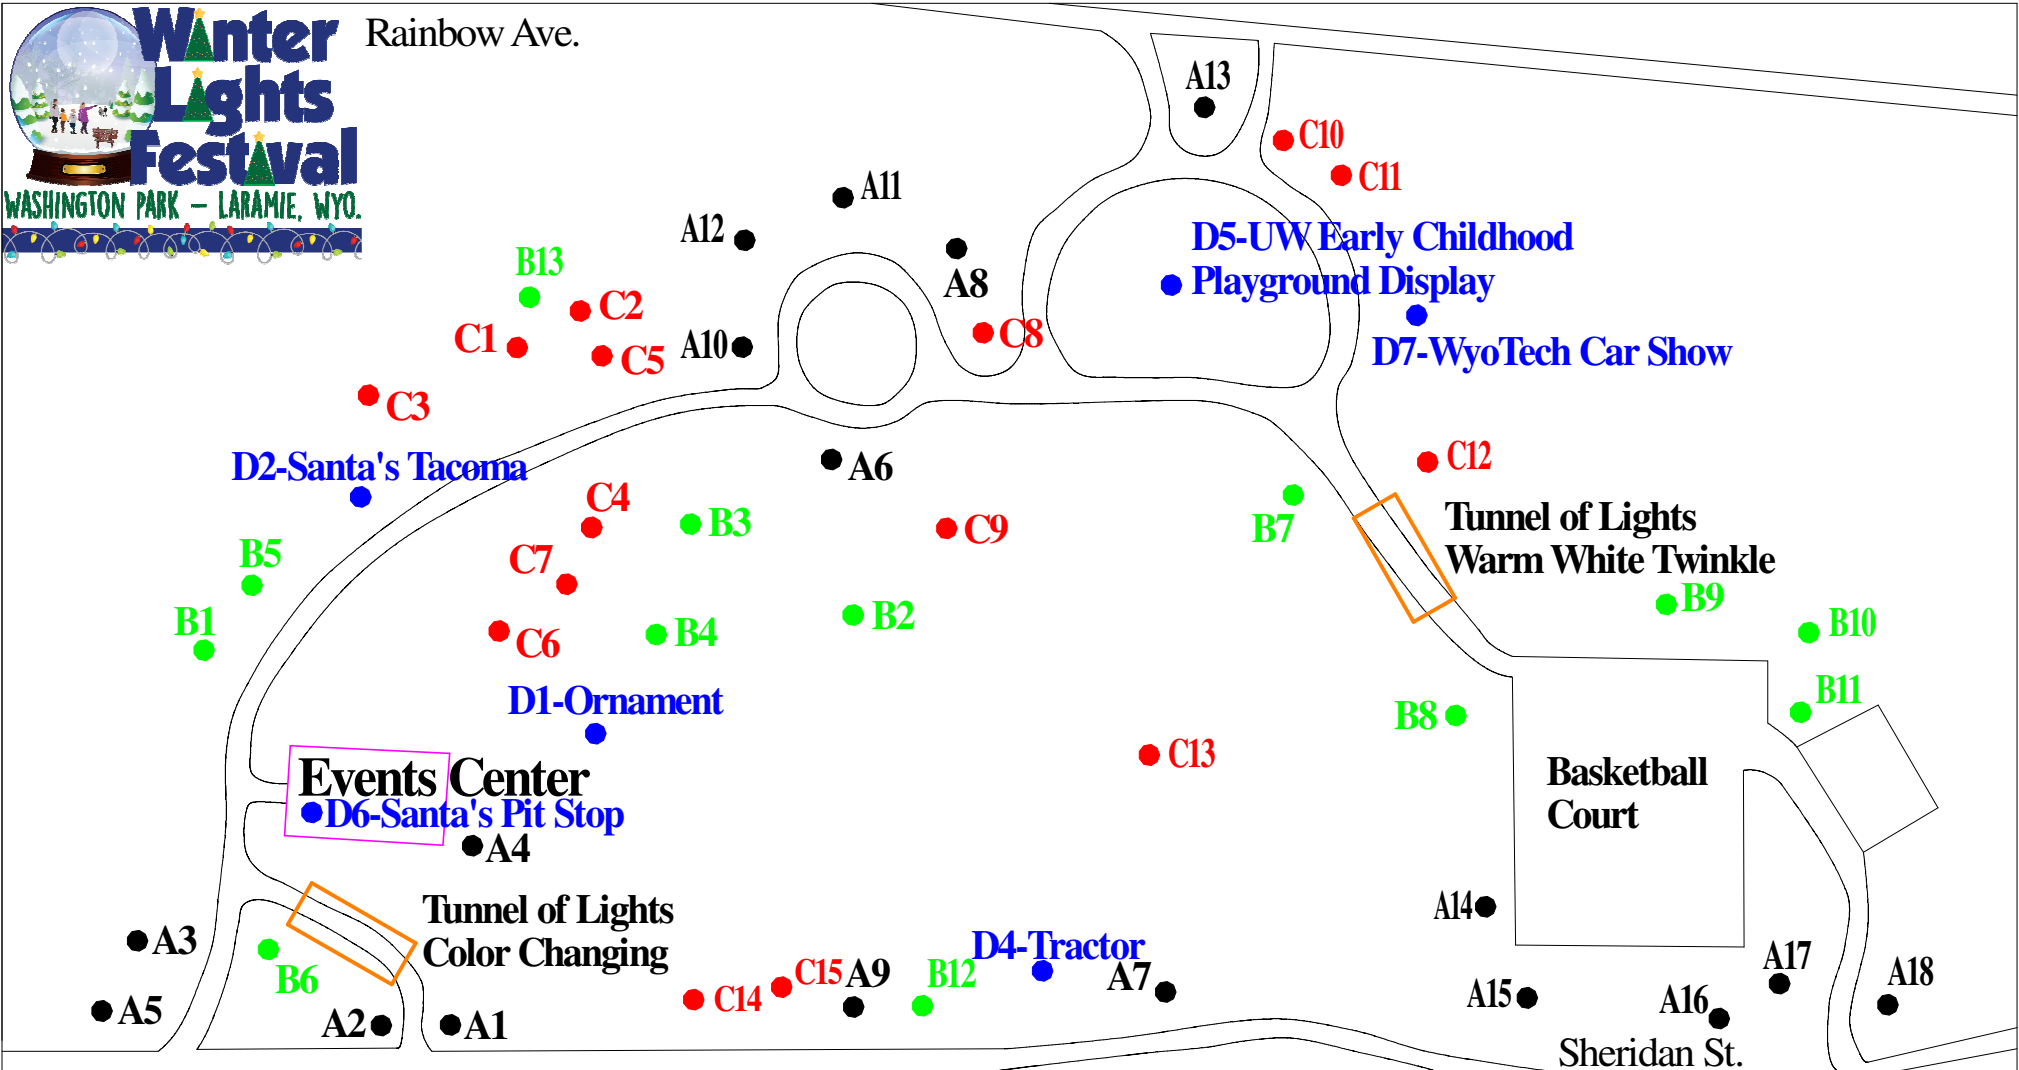 Winter
Lights
Festival
WASHINGTON PARK – LARAMIE, WYO.
Rainbow Ave.
A13
C10
C11
A11
A12
A8
B13
C2
C1
C5
A10
C8
C3
D5-UW Early Childhood
Playground Display
D7-WyoTech Car Show
D2-Santa's Tacoma
A6
C12
C4
B3
C9
B7
Tunnel of Lights
Warm White Twinkle
B5
C7
B1
C6
B4
B2
B9
B10
B11
D1-Ornament
B8
C13
Events Center
D6-Santa's Pit Stop
A4
Basketball
Court
Tunnel of Lights
Color Changing
A3
B6
A5
A2
A1
C14
C15
A9
B12
D4-Tractor
A7
A14
A15
A16
A17
A18
Sheridan St.